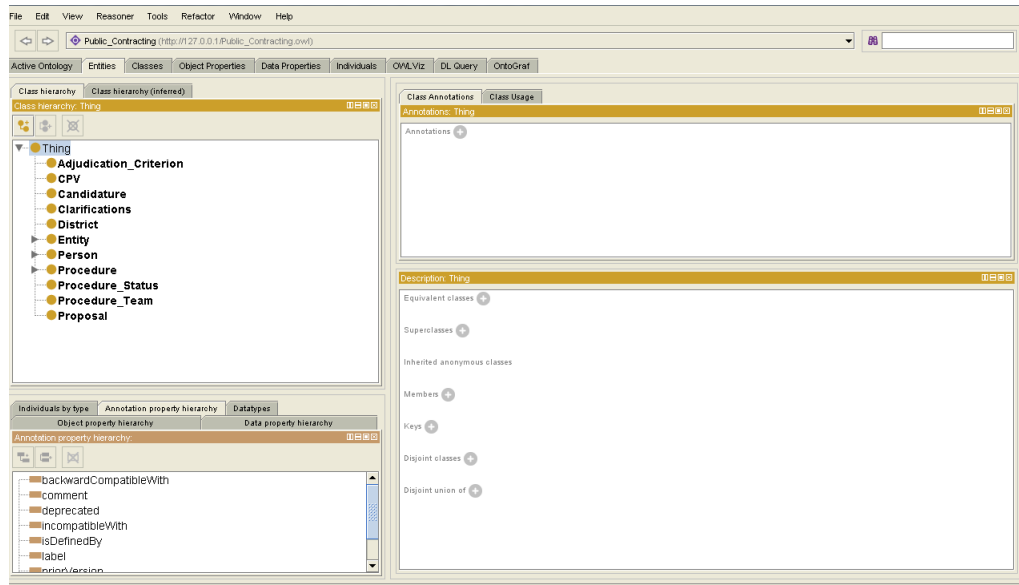 File Edit View Reasoner Tools Refactor Window Help
Public_Contracting (http://127.0.0.1/Public_Contracting.owl)
Active Ontology Entities Classes Object Properties Data Properties Individuals OWLViz DL Query OntoGraf
Class hierarchy Class hierarchy (inferred)
Class hierarchy: Thing
Thing
Adjudication_Criterion
CPV
Candidature
Clarifications
District
Entity
Person
Procedure
Procedure_Status
Procedure_Team
Proposal
Individuals by type Annotation property hierarchy Datatypes
Object property hierarchy Data property hierarchy
Annotation property hierarchy:
backwardCompatibleWith
comment
deprecated
incompatibleWith
isDefinedBy
label
priorVersion
Class Annotations Class Usage
Annotations: Thing
Annotations
Description: Thing
Equivalent classes
Superclasses
Inherited anonymous classes
Members
Keys
Disjoint classes
Disjoint union of